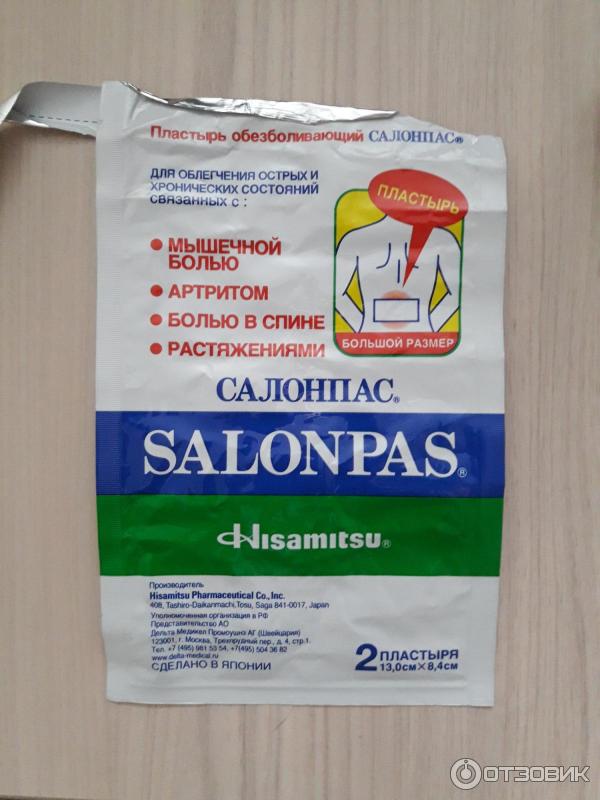 Пластырь обезболивающий САЛОНПАС®
ДЛЯ ОБЛЕГЧЕНИЯ ОСТРЫХ И
ХРОНИЧЕСКИХ СОСТОЯНИЙ
СВЯЗАННЫХ С :
• МЫШЕЧНОЙ
БОЛЬЮ
• АРТРИТОМ
• БОЛЬЮ В СПИНЕ
• РАСТЯЖЕНИЯМИ
ПЛАСТЫРЬ
БОЛЬШОЙ РАЗМЕР
САЛОНПАС®
SALONPAS®
Hisamitsu®
Производитель
Hisamitsu Pharmaceutical Co., Inc.
408, Tashiro-Daikanmachi,Tosu, Saga 841-0017, Japan
Уполномоченная организация в РФ
Представительство АО
Дельта Медикел Промоушнз АГ (Швейцария)
123001, г. Москва, Трехпрудный пер., д. 4, стр.1.
Тел. +7 (495) 981 53 54, +7(495) 504 36 82
www.delta-medical.ru
СДЕЛАНО В ЯПОНИИ
2 ПЛАСТЫРЯ
13,0см×8,4см
ОТЗОВИК